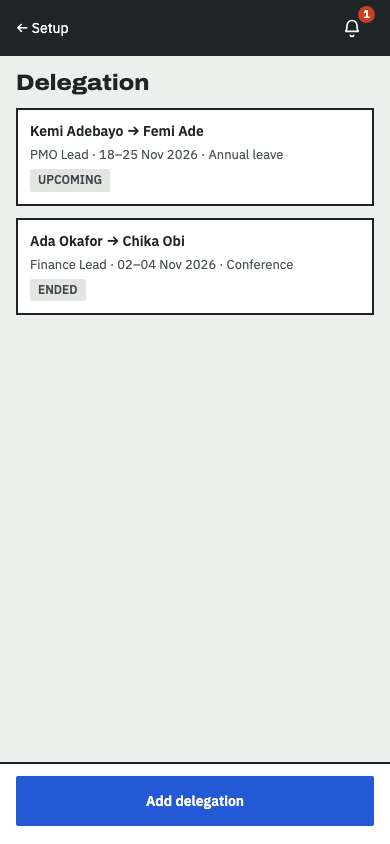 ← Setup
1
Delegation
Kemi Adebayo → Femi Ade
PMO Lead · 18–25 Nov 2026 · Annual leave
UPCOMING
Ada Okafor → Chika Obi
Finance Lead · 02–04 Nov 2026 · Conference
ENDED
Add delegation